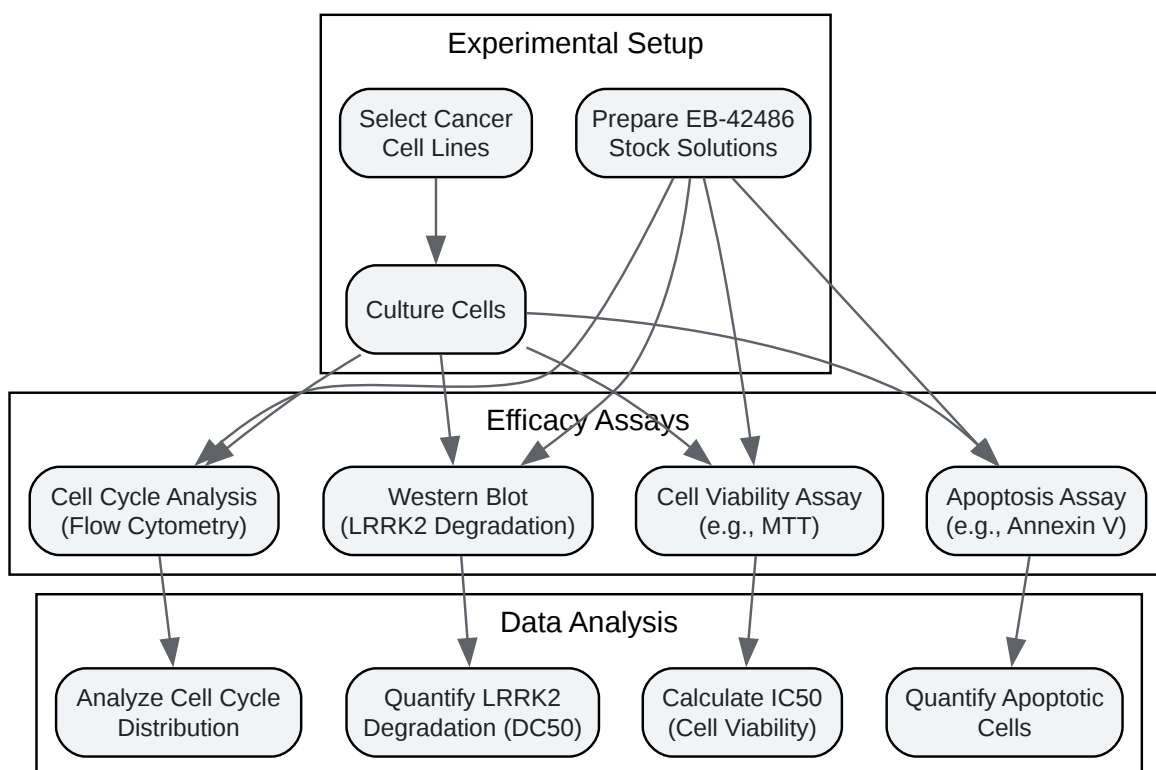 Experimental Setup
Select Cancer
Cell Lines
Prepare EB-42486
Stock Solutions
Culture Cells
Efficacy Assays
Cell Cycle Analysis
(Flow Cytometry)
Western Blot
(LRRK2 Degradation)
Cell Viability Assay
(e.g., MTT)
Apoptosis Assay
(e.g., Annexin V)
Data Analysis
Analyze Cell Cycle
Distribution
Quantify LRRK2
Degradation (DC50)
Calculate IC50
(Cell Viability)
Quantify Apoptotic
Cells